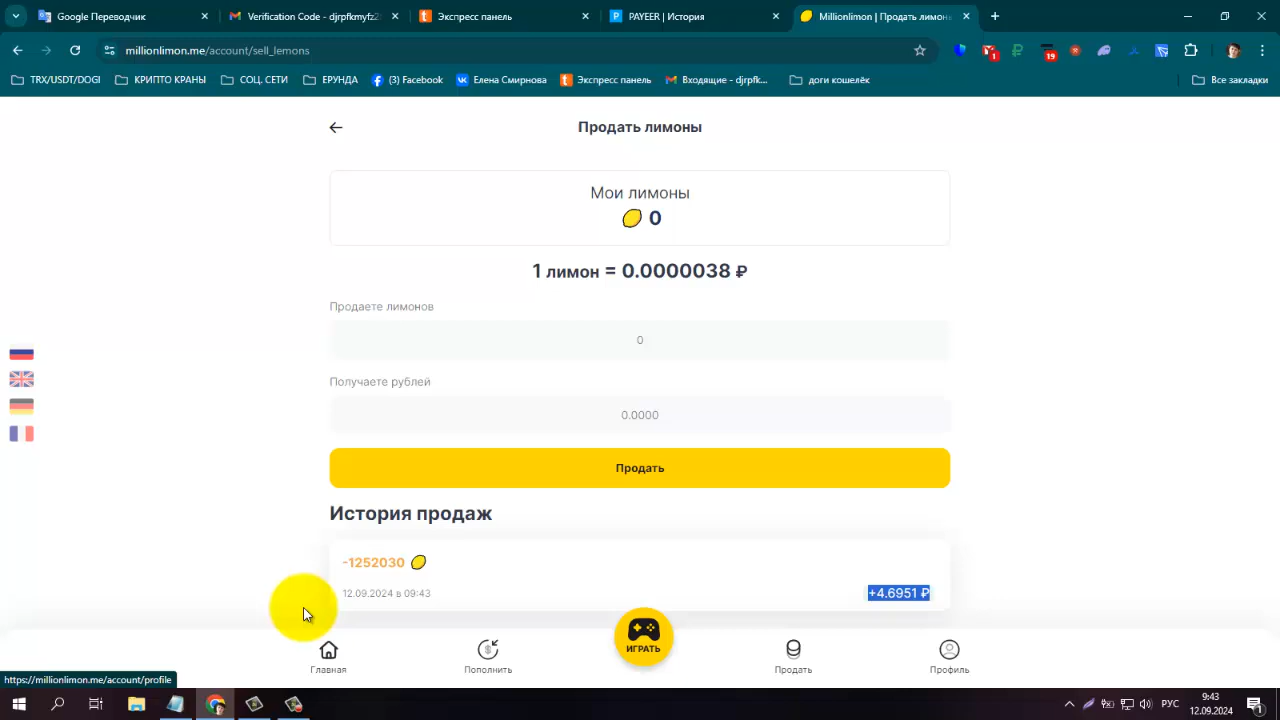 Google Переводчик
Verification Code - djrpfkmyfz2
Экспресс панель
PAYEER | История
Millionlimon | Продать лимоны
millionlimon.me/account/sell_lemons
1
19
TRX/USDT/DOGI
КРИПТО КРАНЫ
СОЦ. СЕТИ
ЕРУНДА
(3) Facebook
Елена Смирнова
Экспресс панель
Входящие - djrpfk...
доги кошелёк
Все закладки
Продать лимоны
Мои лимоны
0
1 лимон = 0.0000038 ₽
Продаете лимонов
0
Получаете рублей
0.0000
Продать
История продаж
-1252030
12.09.2024 в 09:43
+4.6951 ₽
Главная
Пополнить
ИГРАТЬ
Продать
Профиль
https://millionlimon.me/account/profile
РУС
9:43
12.09.2024
1